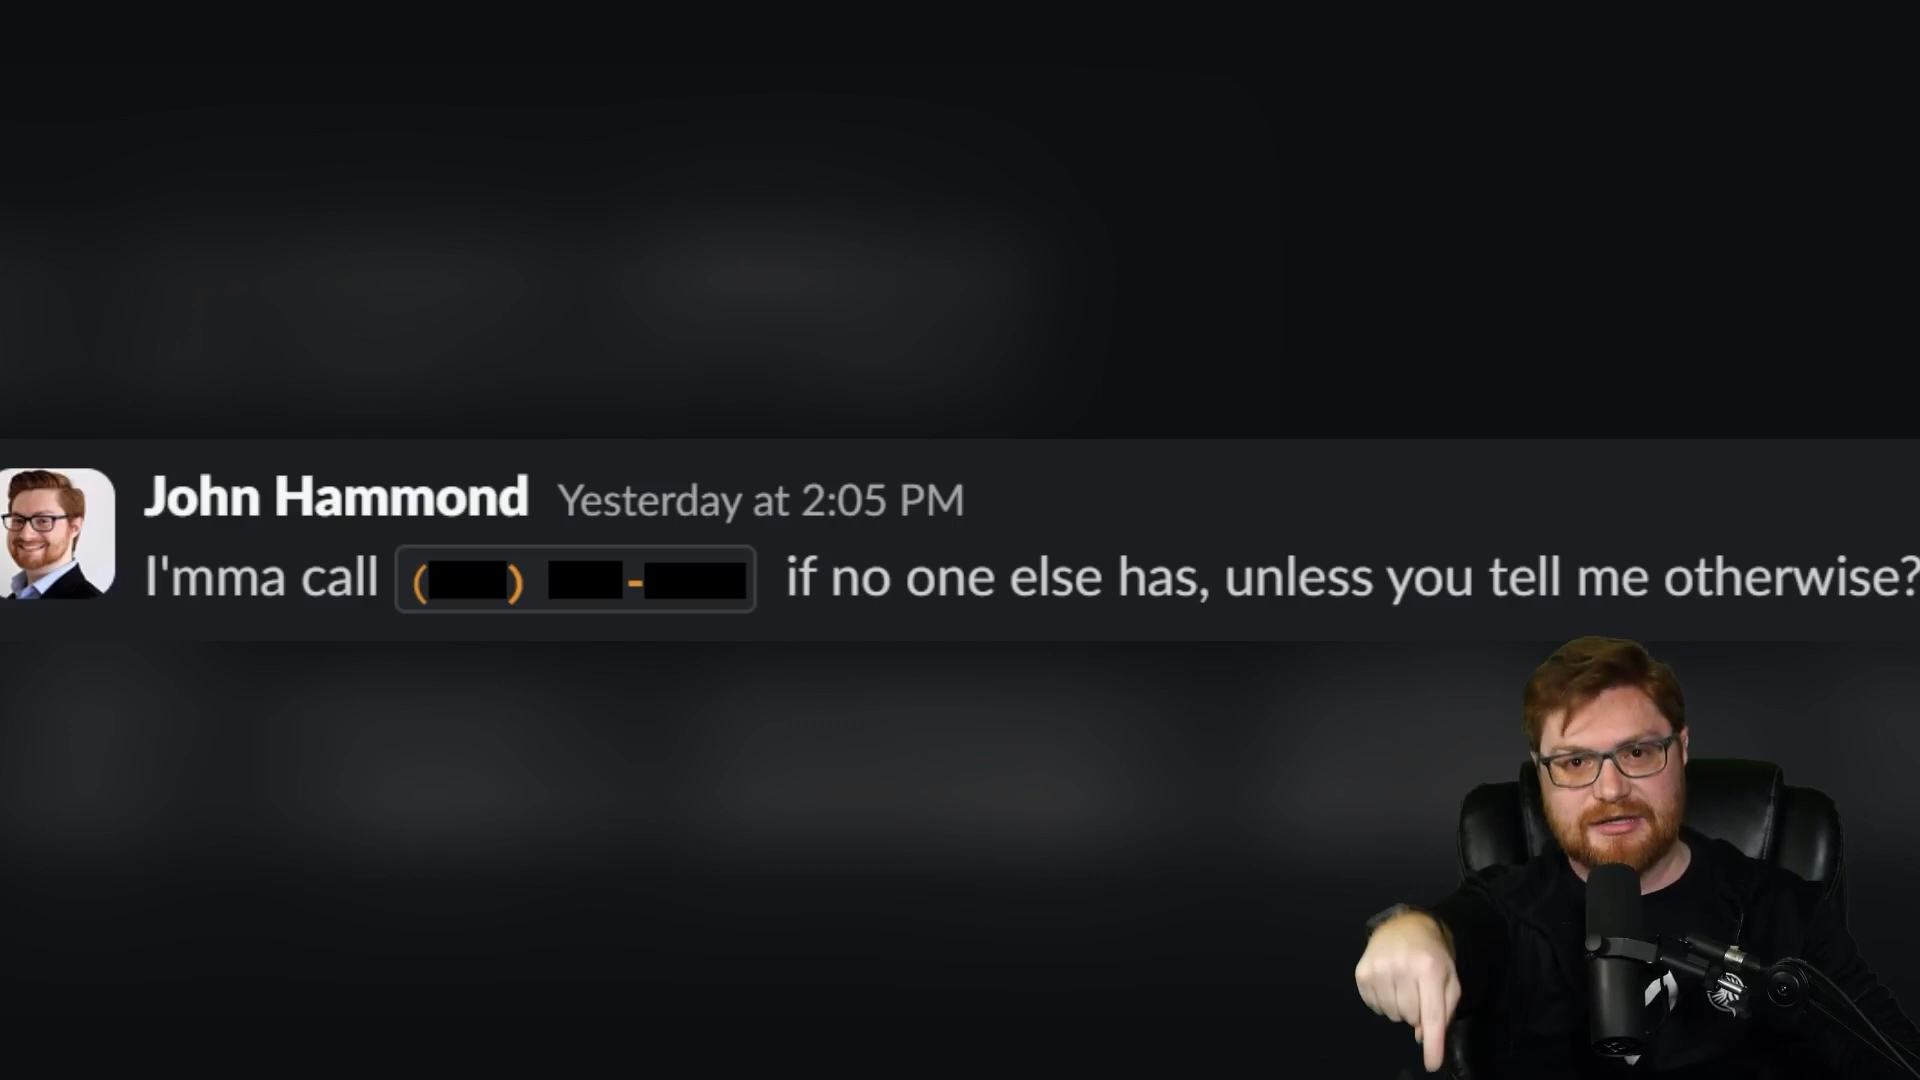 John Hammond Yesterday at 2:05 PM
I'mma call ( ) - if no one else has, unless you tell me otherwise?